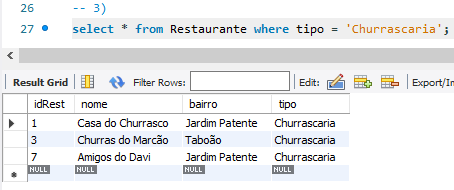 26 -- 3)
27 select * from Restaurante where tipo = 'Churrascaria';
Result Grid Filter Rows: Edit: Export/Im
idRest nome bairro tipo
1 Casa do Churrasco Jardim Patente Churrascaria
3 Churras do Marcão Taboão Churrascaria
7 Amigos do Davi Jardim Patente Churrascaria
NULL NULL NULL NULL